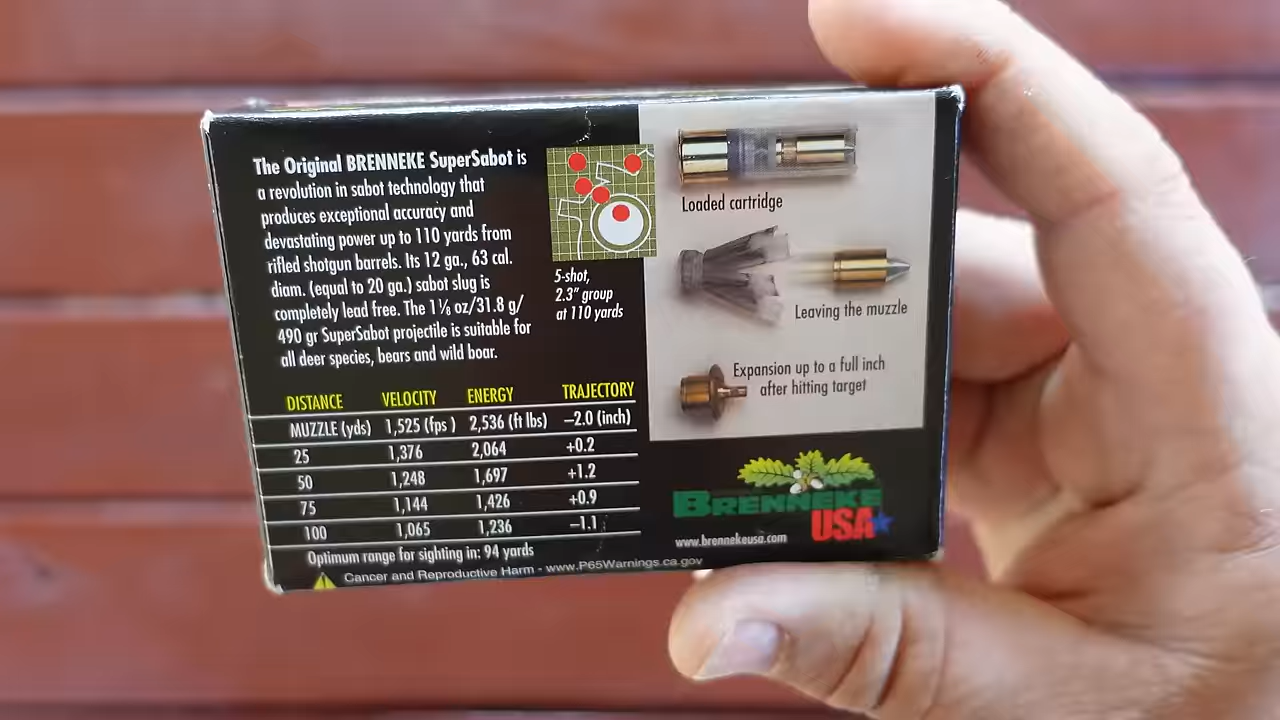 The Original BRENNEKE SuperSabot is
a revolution in sabot technology that
produces exceptional accuracy and
devastating power up to 110 yards from
rifled shotgun barrels. Its 12 ga., 63 cal.
diam. (equal to 20 ga.) sabot slug is
completely lead free. The 1⅛ oz/31.8 g/
490 gr SuperSabot projectile is suitable for
all deer species, bears and wild boar.
5-shot,
2.3" group
at 110 yards
Loaded cartridge
Leaving the muzzle
Expansion up to a full inch
after hitting target
DISTANCE VELOCITY ENERGY TRAJECTORY
MUZZLE (yds) 1,525 (fps) 2,536 (ft lbs) –2.0 (inch)
25 1,376 2,064 +0.2
50 1,248 1,697 +1.2
75 1,144 1,426 +0.9
100 1,065 1,236 –1.1
Optimum range for sighting in: 94 yards
Cancer and Reproductive Harm - www.P65Warnings.ca.gov
BRENNEKE
USA
www.brennekeusa.com